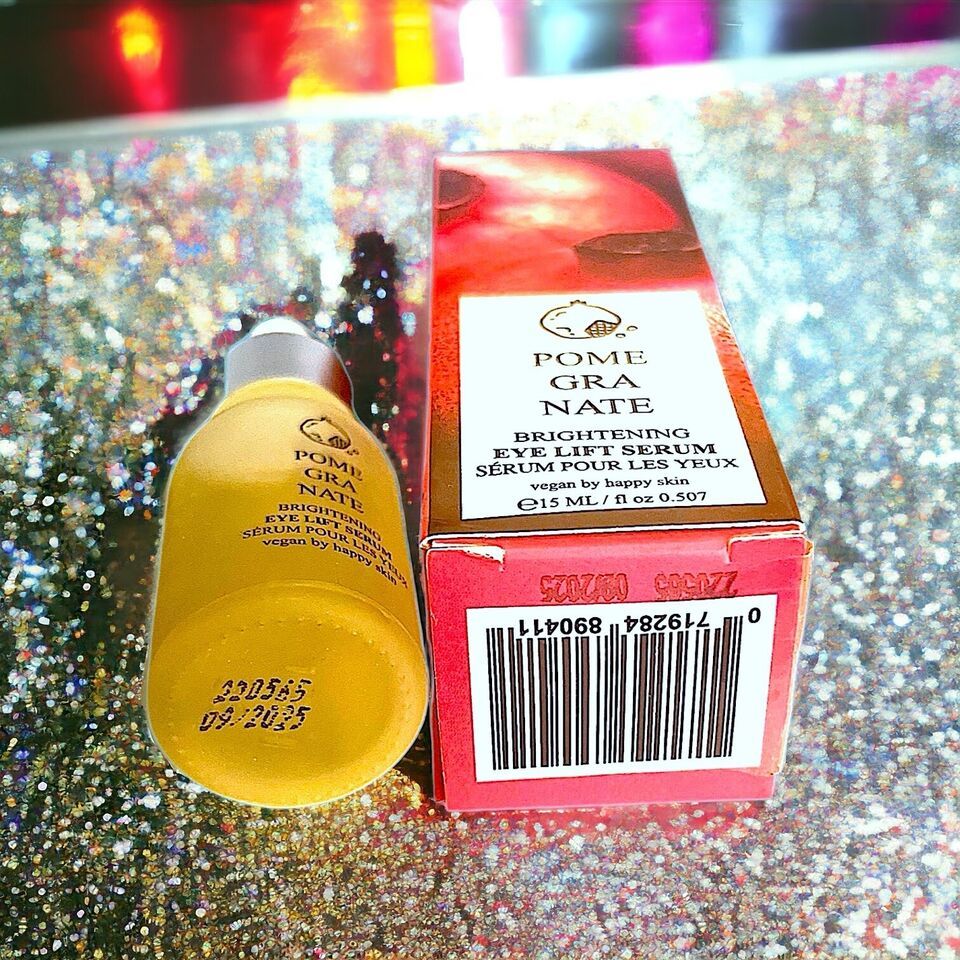 POME
GRA
NATE
BRIGHTENING
EYE LIFT SERUM
SÉRUM POUR LES YEUX
vegan by happy skin
220565
09/2025
POME
GRA
NATE
BRIGHTENING
EYE LIFT SERUM
SÉRUM POUR LES YEUX
vegan by happy skin
℮15 ML / fl oz 0.507
220565 09/2025
0 719284 890411